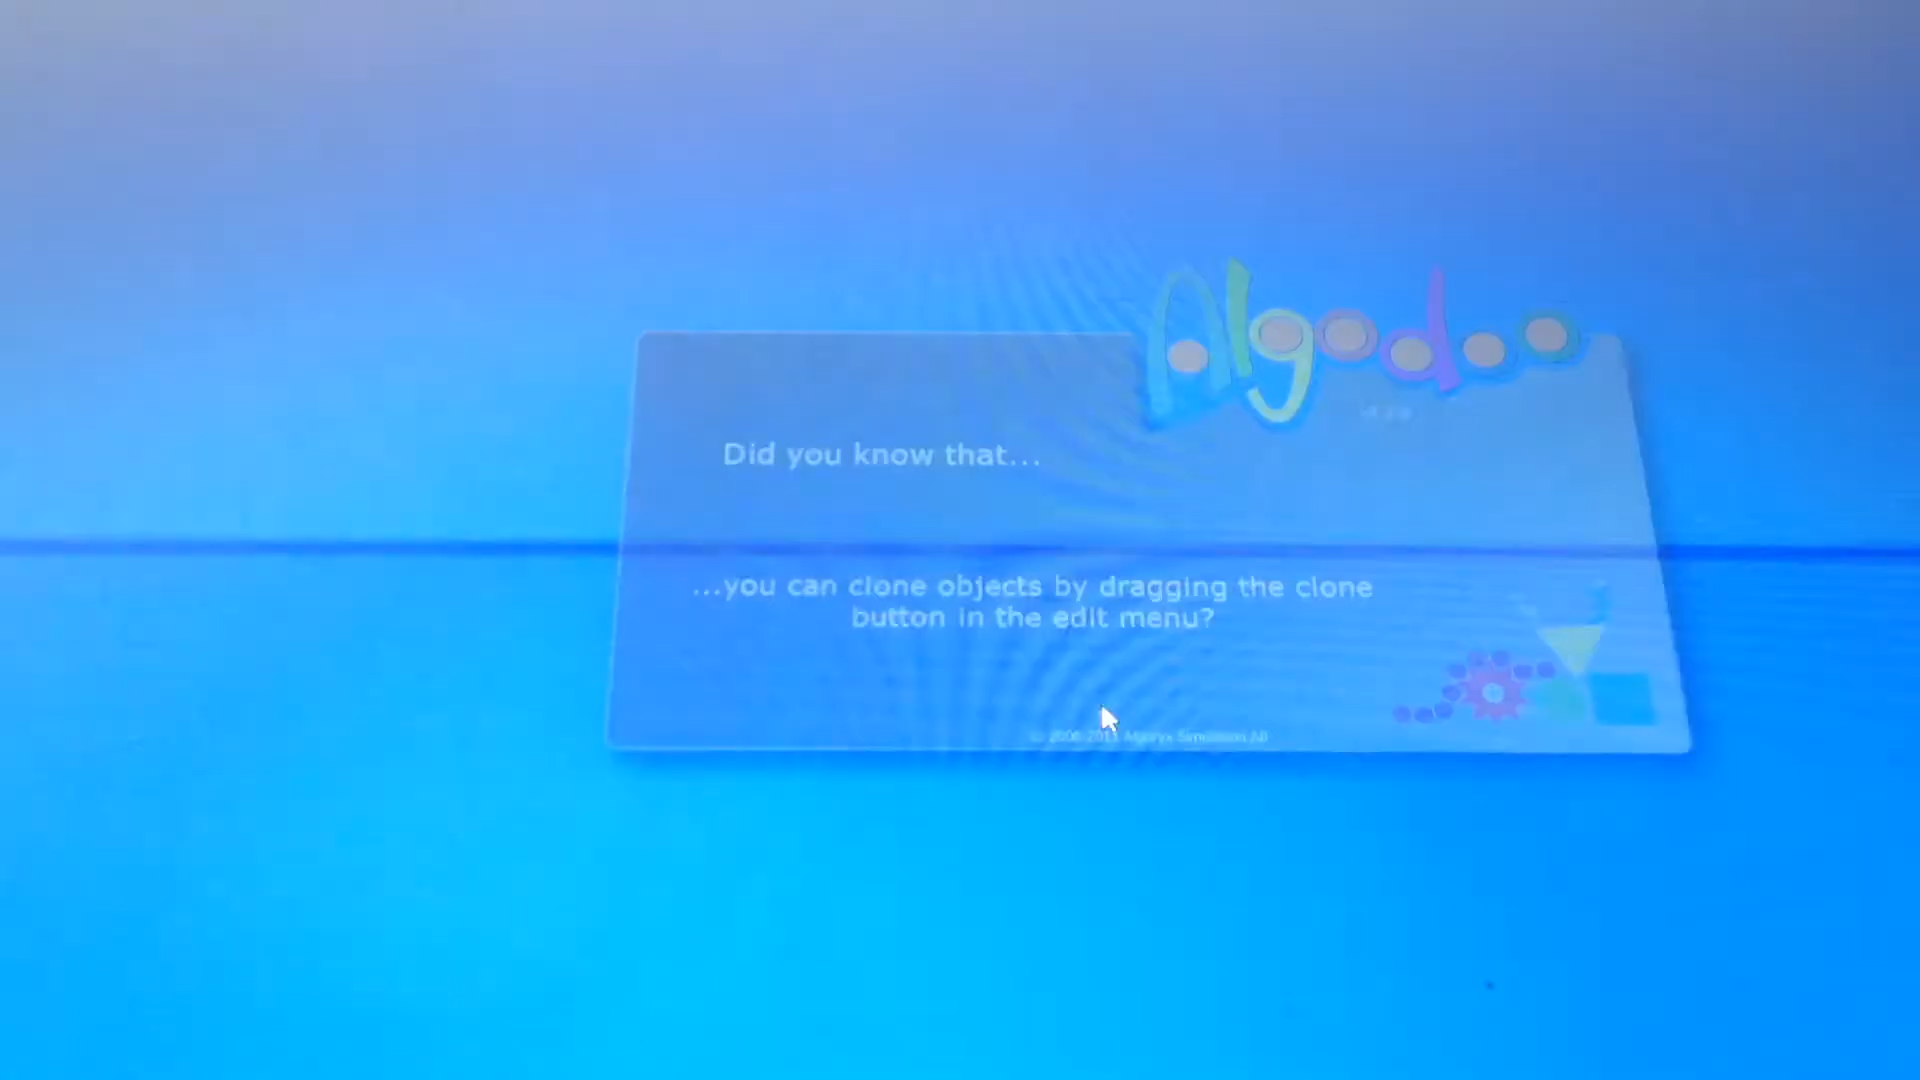 Algodoo
Did you know that...
...you can clone objects by dragging the clone
button in the edit menu?